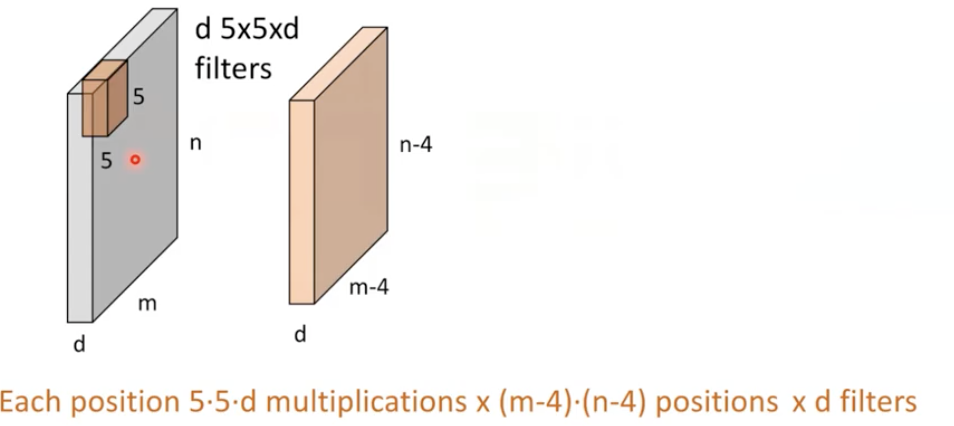 d 5x5xd
filters
5
5
n
m
d
n-4
m-4
d
Each position 5·5·d multiplications x (m-4)·(n-4) positions x d filters